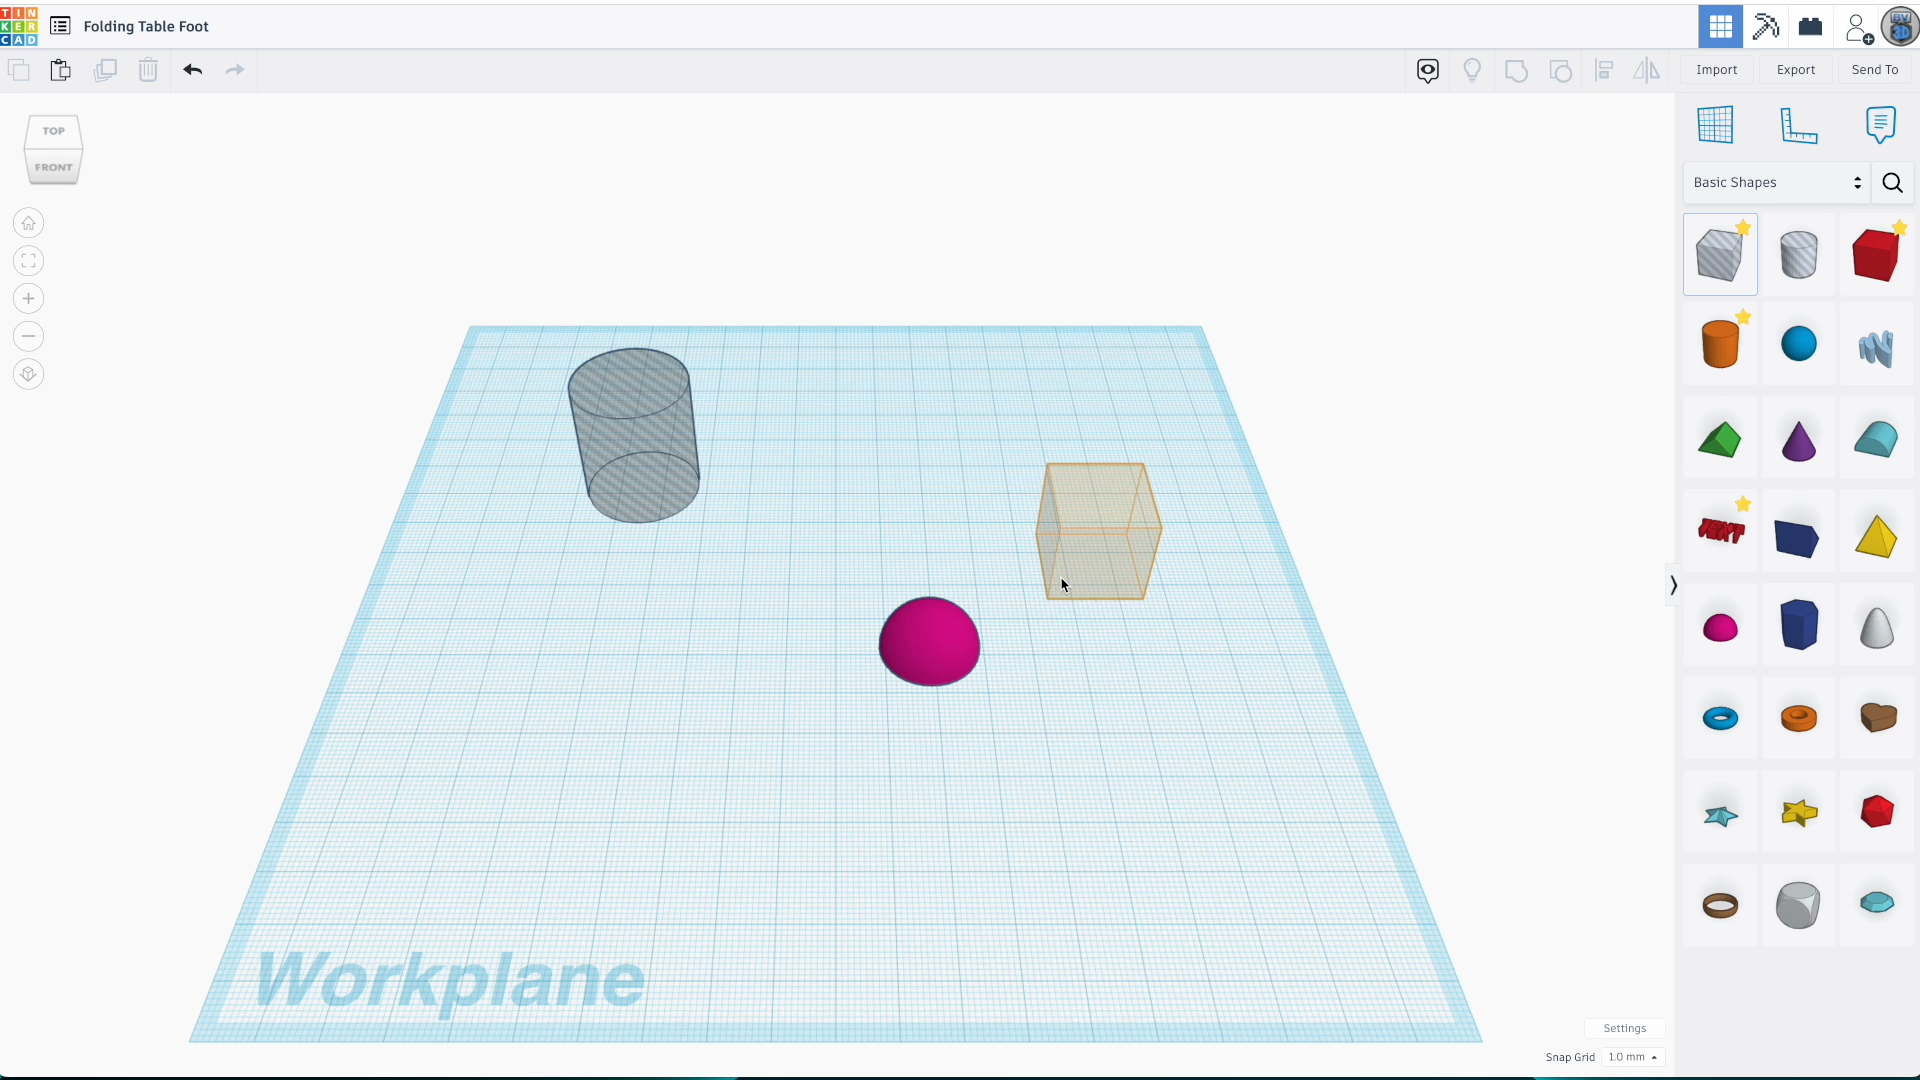 TIN
KER
CAD
Folding Table Foot
Import
Export
Send To
TOP
FRONT
Basic Shapes
TEXT
Workplane
Settings
Snap Grid
1.0 mm